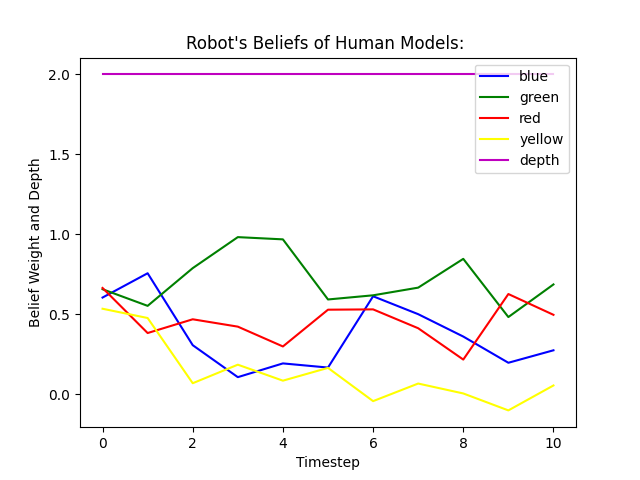 Robot's Beliefs of Human Models:
2.0
1.5
1.0
0.5
0.0
Belief Weight and Depth
blue
green
red
yellow
depth
0 2 4 6 8 10
Timestep